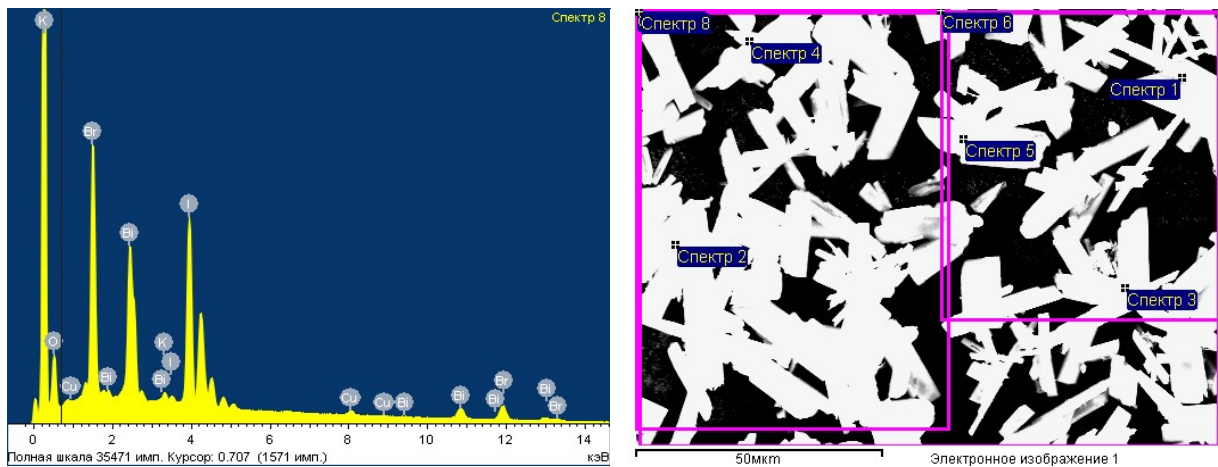 Спектр 8
K
Br
I
Bi
K
O
I
Cu
Bi
Bi
Cu
Cu
Bi
Bi
Br
Bi
Bi
Br
0
2
4
6
8
10
12
14
Полная шкала 35471 имп. Курсор: 0.707 (1571 имп.)
кэВ
Спектр 8
Спектр 6
Спектр 4
Спектр 1
Спектр 5
Спектр 2
Спектр 3
50мкm
Электронное изображение 1